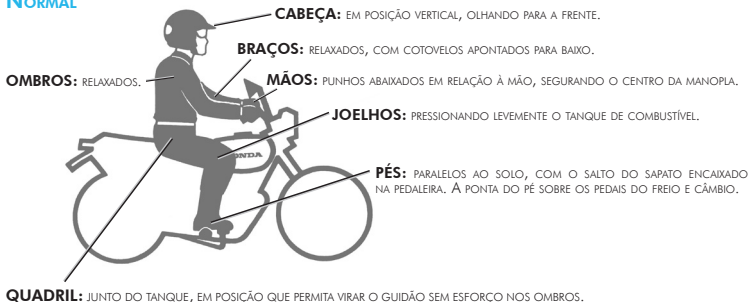 NORMAL
CABEÇA: EM POSIÇÃO VERTICAL, OLHANDO PARA A FRENTE.
BRAÇOS: RELAXADOS, COM COTOVELOS APONTADOS PARA BAIXO.
OMBROS: RELAXADOS.
MÃOS: PUNHOS ABAIXADOS EM RELAÇÃO À MÃO, SEGURANDO O CENTRO DA MANOPLA.
JOELHOS: PRESSIONANDO LEVEMENTE O TANQUE DE COMBUSTÍVEL.
ONDA
PÉS: PARALELOS AO SOLO, COM O SALTO DO SAPATO ENCAIXADO
NA PEDALEIRA. A PONTA DO PÉ SOBRE OS PEDAIS DO FREIO E CÂMBIO.
QUADRIL: JUNTO DO TANQUE, EM POSIÇÃO QUE PERMITA VIRAR O GUIDÃO SEM ESFORÇO NOS OMBROS.